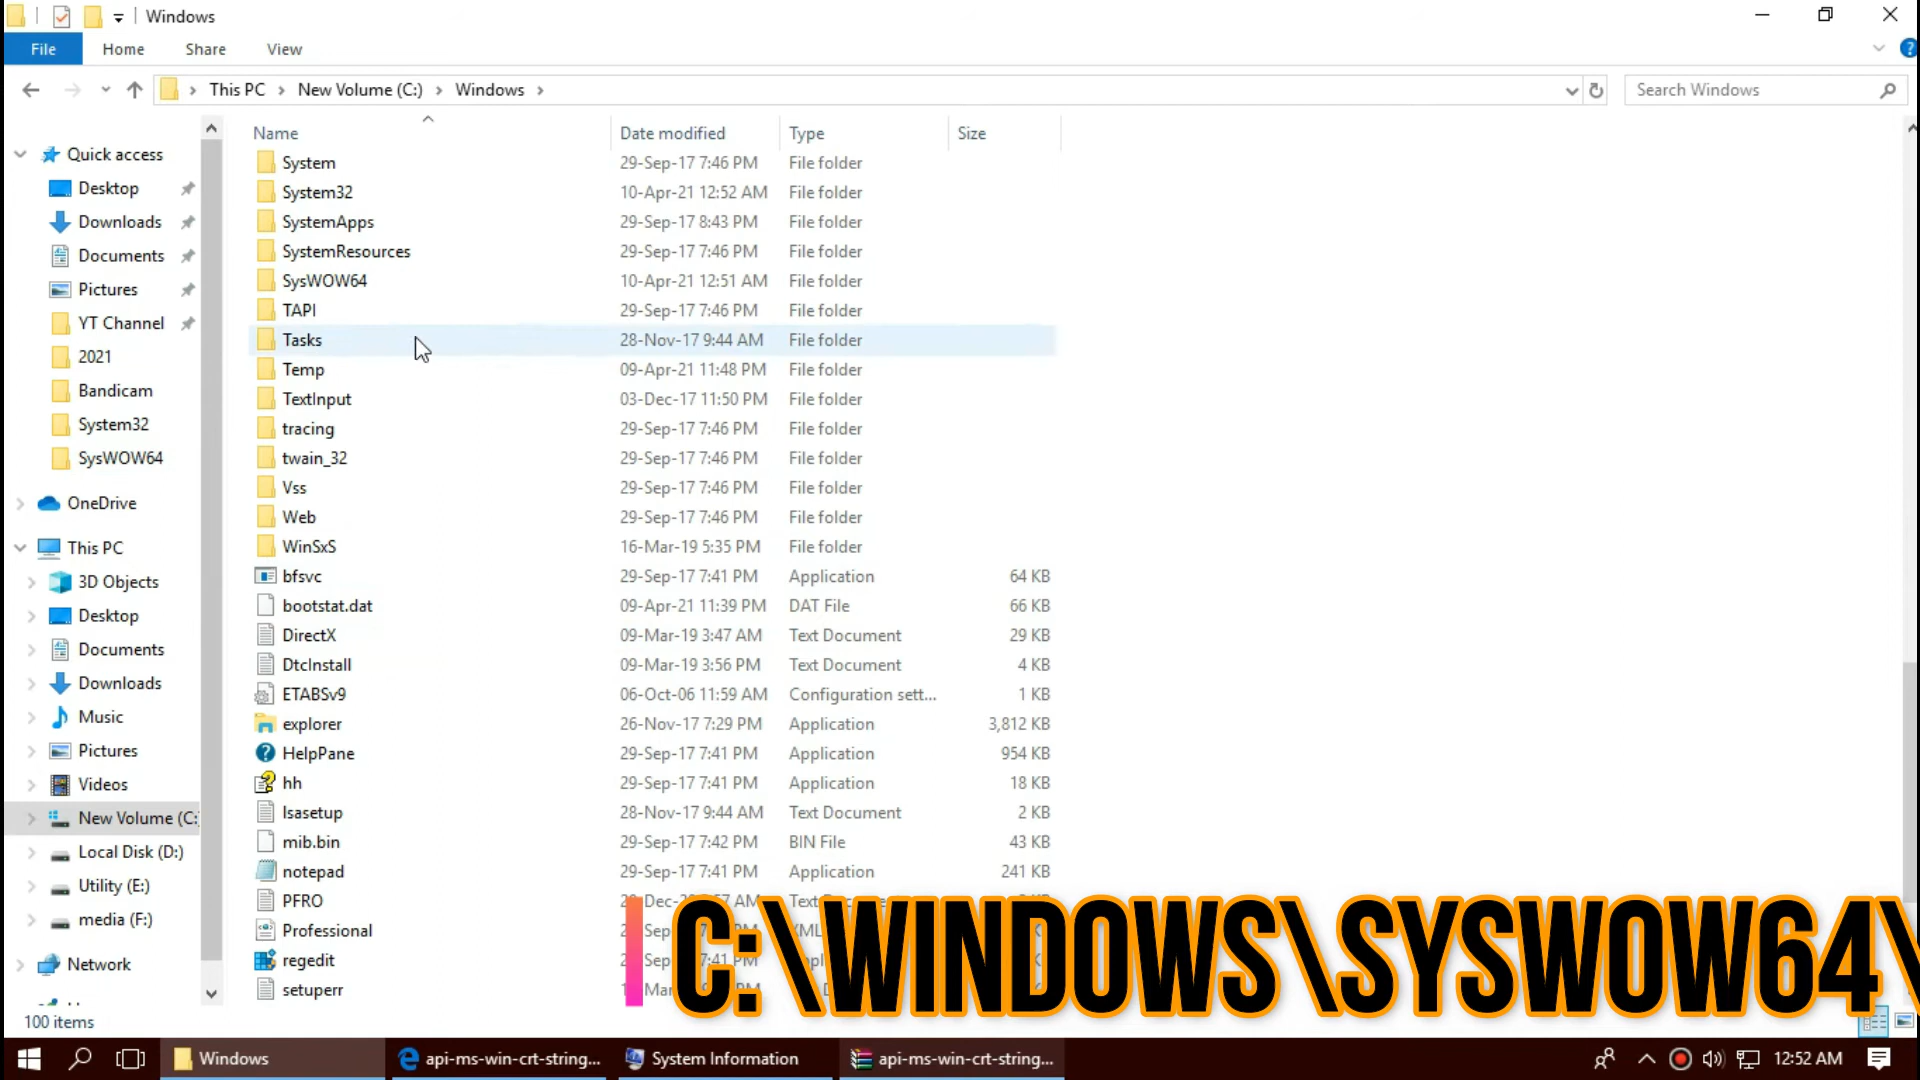 Windows
File Home Share View
This PC New Volume (C:) Windows
Search Windows
Name Date modified Type Size
Quick access
Desktop
Downloads
Documents
Pictures
YT Channel
2021
Bandicam
System32
SysWOW64
OneDrive
This PC
3D Objects
Desktop
Documents
Downloads
Music
Pictures
Videos
New Volume (C:
Local Disk (D:)
Utility (E:)
media (F:)
Network
System 29-Sep-17 7:46 PM File folder
System32 10-Apr-21 12:52 AM File folder
SystemApps 29-Sep-17 8:43 PM File folder
SystemResources 29-Sep-17 7:46 PM File folder
SysWOW64 10-Apr-21 12:51 AM File folder
TAPI 29-Sep-17 7:46 PM File folder
Tasks 28-Nov-17 9:44 AM File folder
Temp 09-Apr-21 11:48 PM File folder
TextInput 03-Dec-17 11:50 PM File folder
tracing 29-Sep-17 7:46 PM File folder
twain_32 29-Sep-17 7:46 PM File folder
Vss 29-Sep-17 7:46 PM File folder
Web 29-Sep-17 7:46 PM File folder
WinSxS 16-Mar-19 5:35 PM File folder
bfsvc 29-Sep-17 7:41 PM Application 64 KB
bootstat.dat 09-Apr-21 11:39 PM DAT File 66 KB
DirectX 09-Mar-19 3:47 AM Text Document 29 KB
DtcInstall 09-Mar-19 3:56 PM Text Document 4 KB
ETABSv9 06-Oct-06 11:59 AM Configuration sett... 1 KB
explorer 26-Nov-17 7:29 PM Application 3,812 KB
HelpPane 29-Sep-17 7:41 PM Application 954 KB
hh 29-Sep-17 7:41 PM Application 18 KB
lsasetup 28-Nov-17 9:44 AM Text Document 2 KB
mib.bin 29-Sep-17 7:42 PM BIN File 43 KB
notepad 29-Sep-17 7:41 PM Application 241 KB
PFRO
Professional
regedit
setuperr
C:\WINDOWS\SYSWOW64\
100 items
Windows api-ms-win-crt-string... System Information api-ms-win-crt-string... 12:52 AM